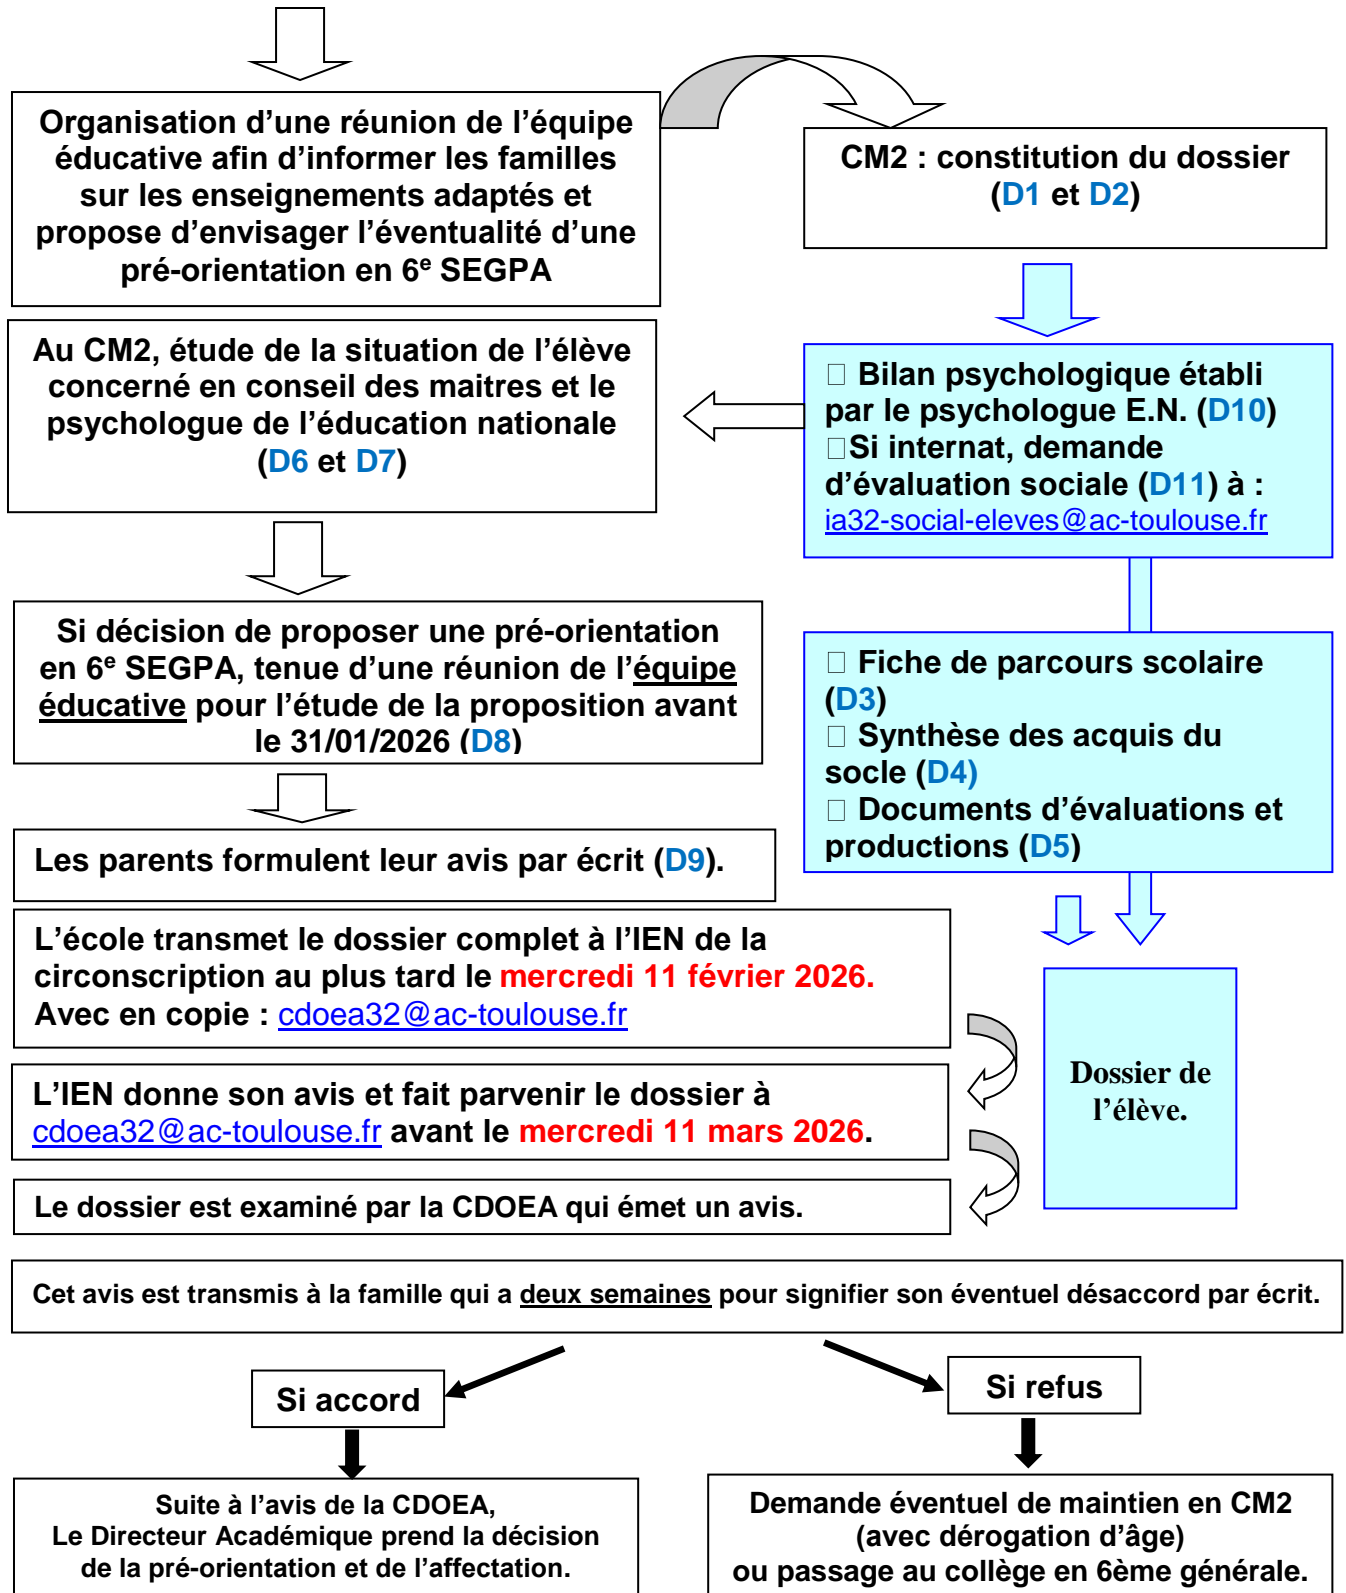 Organisation d’une réunion de l’équipe
éducative afin d’informer les familles
sur les enseignements adaptés et
propose d’envisager l’éventualité d’une
pré-orientation en 6e SEGPA
CM2 : constitution du dossier
(D1 et D2)
Au CM2, étude de la situation de l’élève
concerné en conseil des maitres et le
psychologue de l’éducation nationale
(D6 et D7)
□ Bilan psychologique établi
par le psychologue E.N. (D10)
□Si internat, demande
d’évaluation sociale (D11) à :
ia32-social-eleves@ac-toulouse.fr
Si décision de proposer une pré-orientation
en 6e SEGPA, tenue d’une réunion de l’équipe
éducative pour l’étude de la proposition avant
le 31/01/2026 (D8)
□ Fiche de parcours scolaire
(D3)
□ Synthèse des acquis du
socle (D4)
□ Documents d’évaluations et
productions (D5)
Les parents formulent leur avis par écrit (D9).
L’école transmet le dossier complet à l’IEN de la
circonscription au plus tard le mercredi 11 février 2026.
Avec en copie : cdoea32@ac-toulouse.fr
Dossier de
l’élève.
L’IEN donne son avis et fait parvenir le dossier à
cdoea32@ac-toulouse.fr avant le mercredi 11 mars 2026.
Le dossier est examiné par la CDOEA qui émet un avis.
Cet avis est transmis à la famille qui a deux semaines pour signifier son éventuel désaccord par écrit.
Si accord
Si refus
Suite à l’avis de la CDOEA,
Le Directeur Académique prend la décision
de la pré-orientation et de l’affectation.
Demande éventuel de maintien en CM2
(avec dérogation d’âge)
ou passage au collège en 6ème générale.